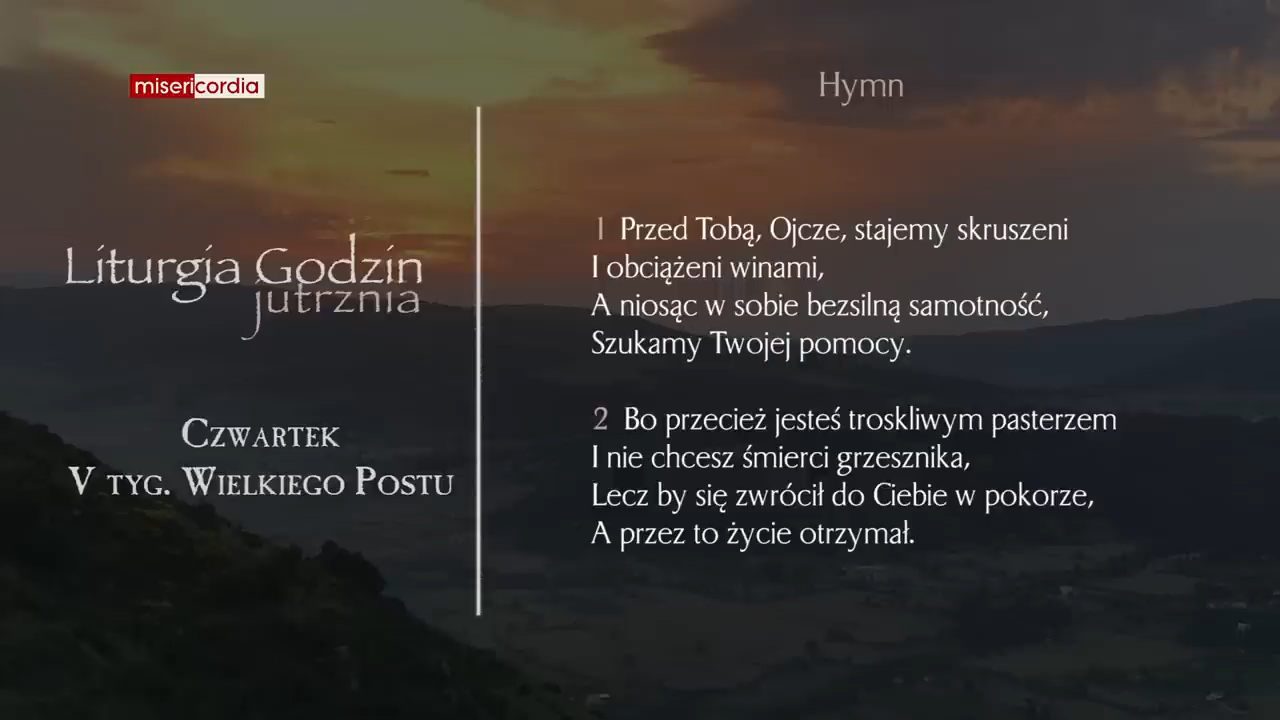 misericordia
Liturgia Godzin
jutrznia
Czwartek
V tyg. Wielkiego Postu
Hymn
1 Przed Tobą, Ojcze, stajemy skruszeni
I obciążeni winami,
A niosąc w sobie bezsilną samotność,
Szukamy Twojej pomocy.
2 Bo przecież jesteś troskliwym pasterzem
I nie chcesz śmierci grzesznika,
Lecz by się zwrócił do Ciebie w pokorze,
A przez to życie otrzymał.